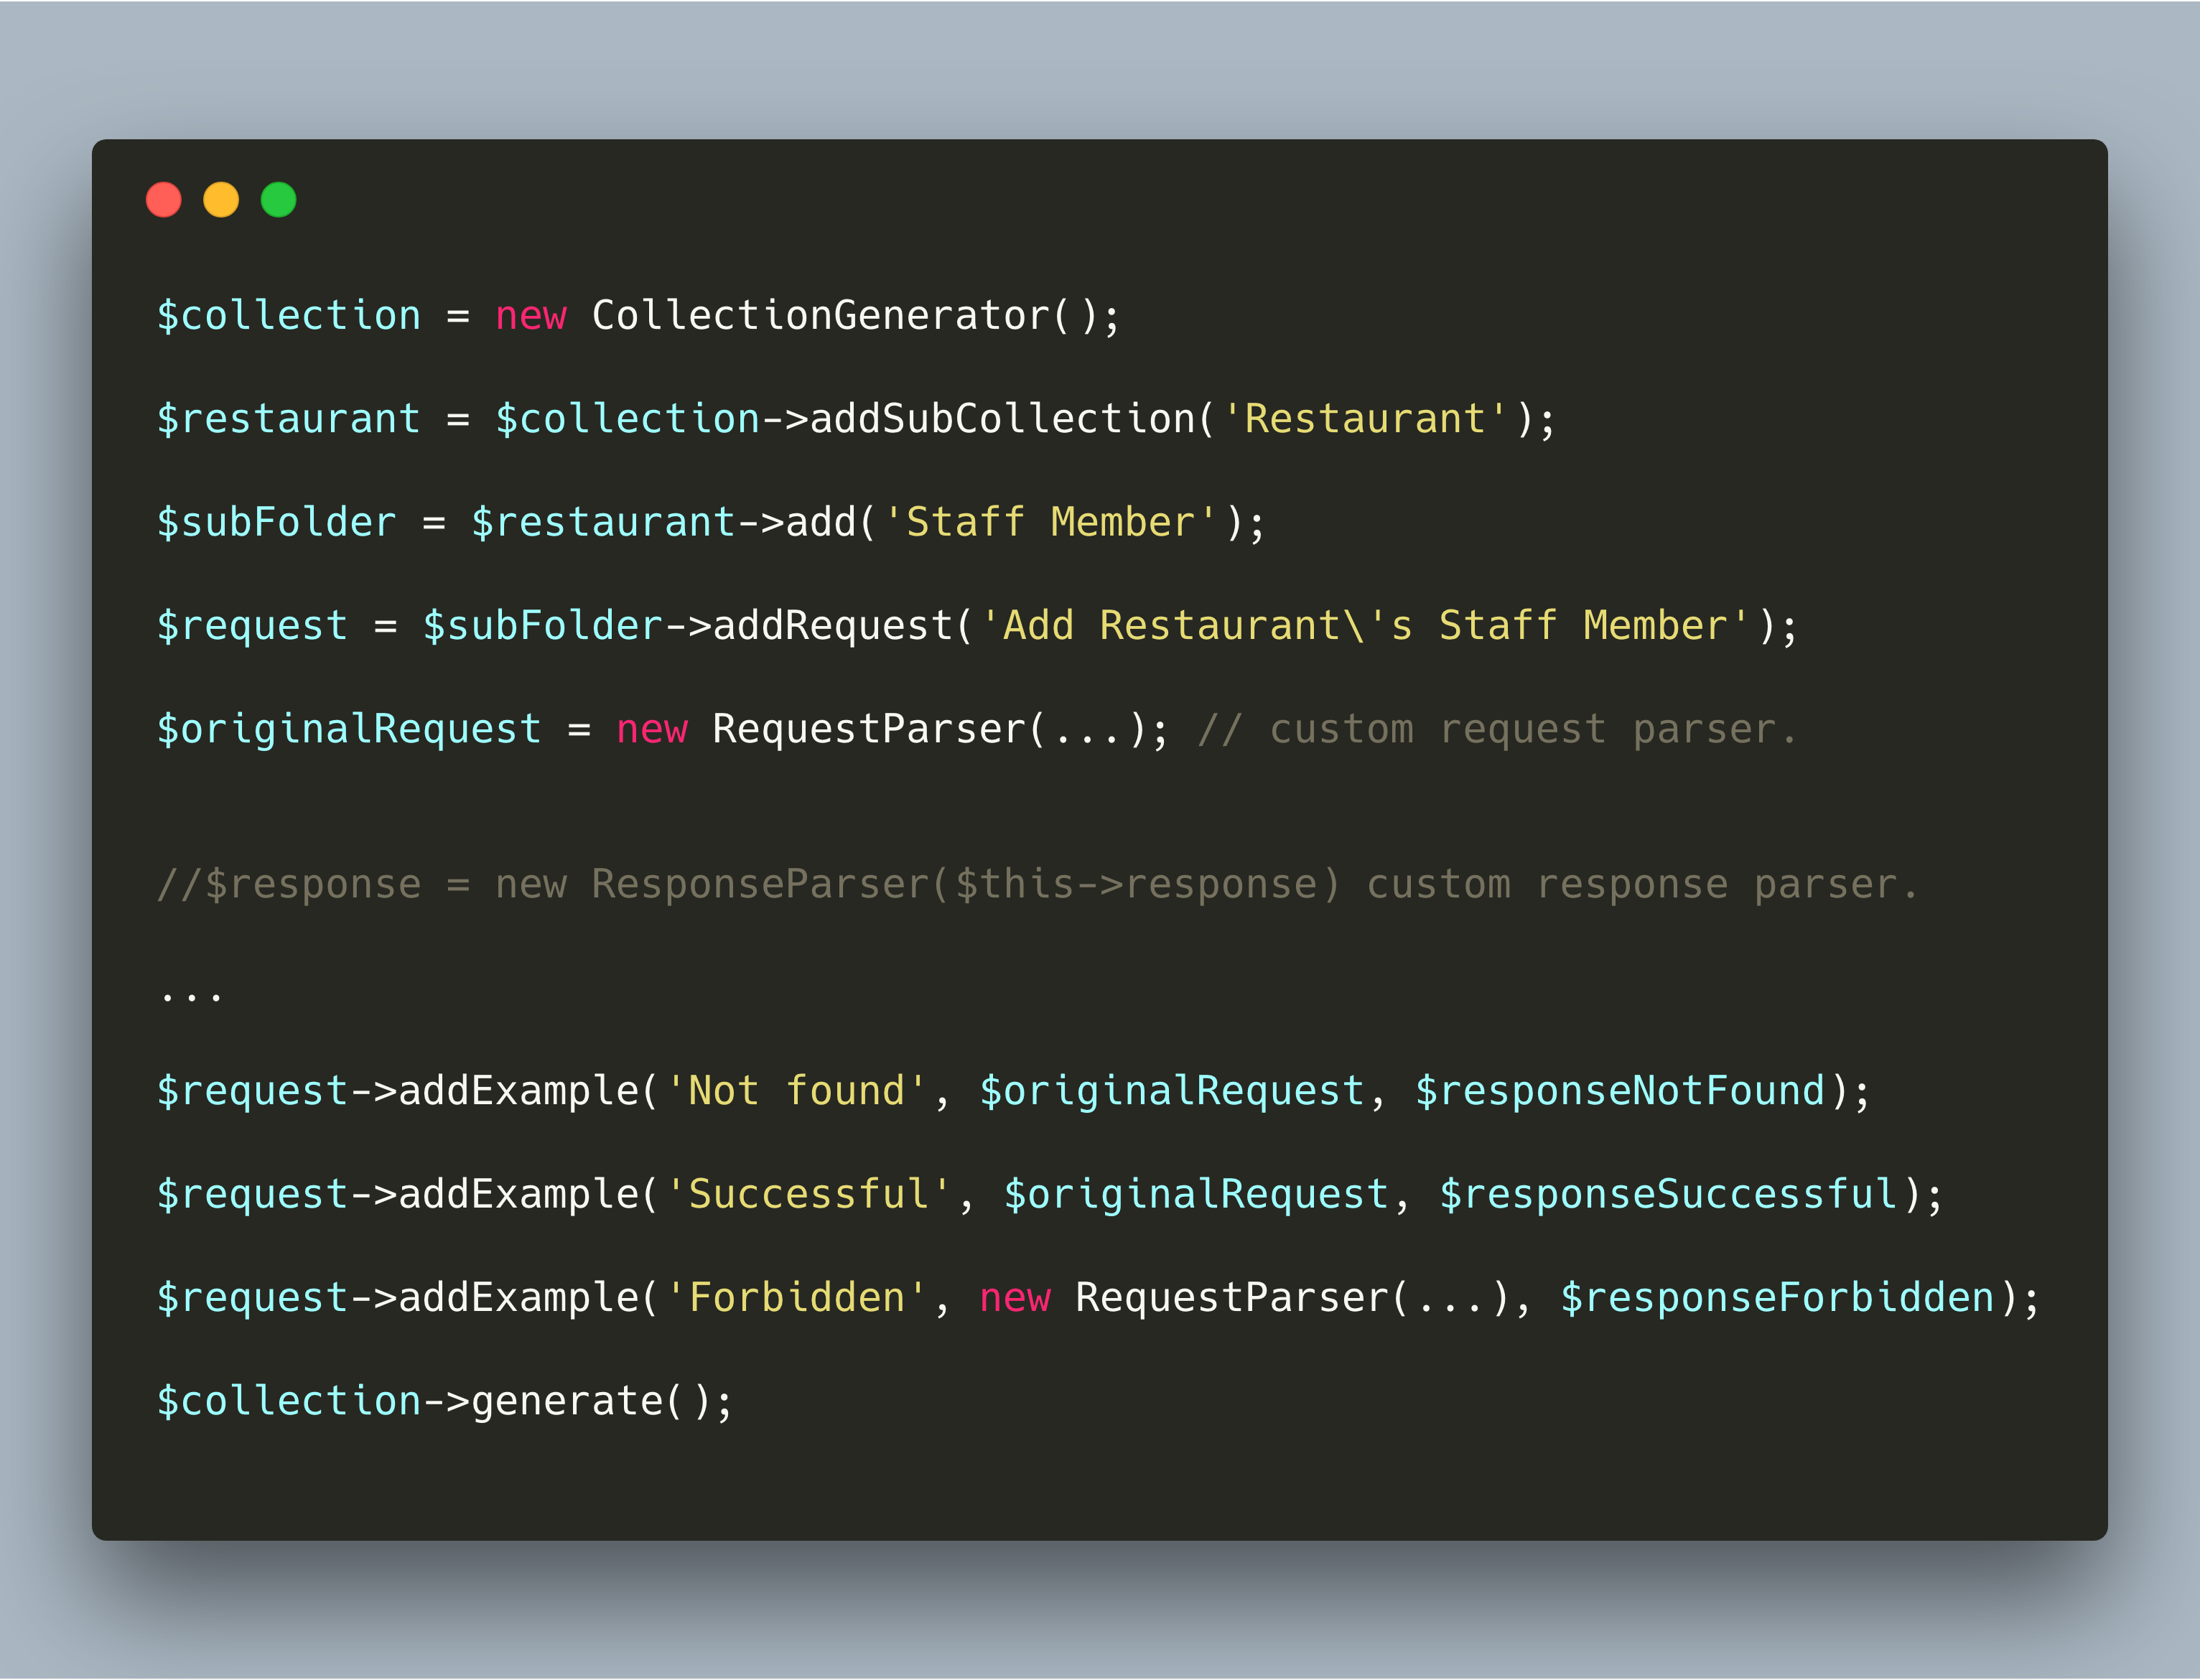 $collection = new CollectionGenerator();
$restaurant = $collection->addSubCollection('Restaurant');
$subFolder = $restaurant->add('Staff Member');
$request = $subFolder->addRequest('Add Restaurant\'s Staff Member');
$originalRequest = new RequestParser(...); // custom request parser.
//$response = new ResponseParser($this->response) custom response parser.
...
$request->addExample('Not found', $originalRequest, $responseNotFound);
$request->addExample('Successful', $originalRequest, $responseSuccessful);
$request->addExample('Forbidden', new RequestParser(...), $responseForbidden);
$collection->generate();